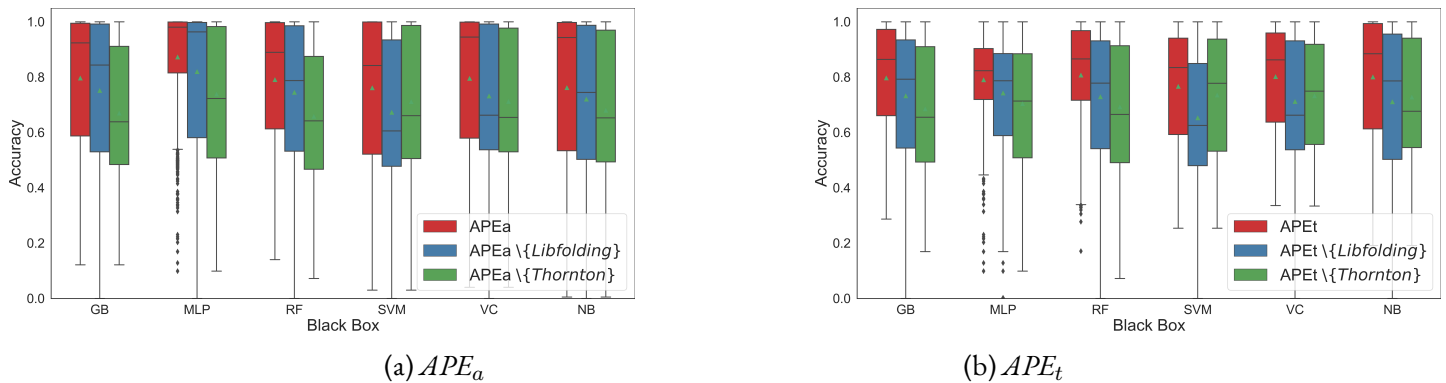 1.0
0.8
0.6
0.4
0.2
0.0
Accuracy
GB MLP RF SVM VC NB
Black Box
APEa
APEa \{Libfolding}
APEa \{Thornton}
(a) APE_a
1.0
0.8
0.6
0.4
0.2
0.0
Accuracy
GB MLP RF SVM VC NB
Black Box
APEt
APEt \{Libfolding}
APEt \{Thornton}
(b) APE_t